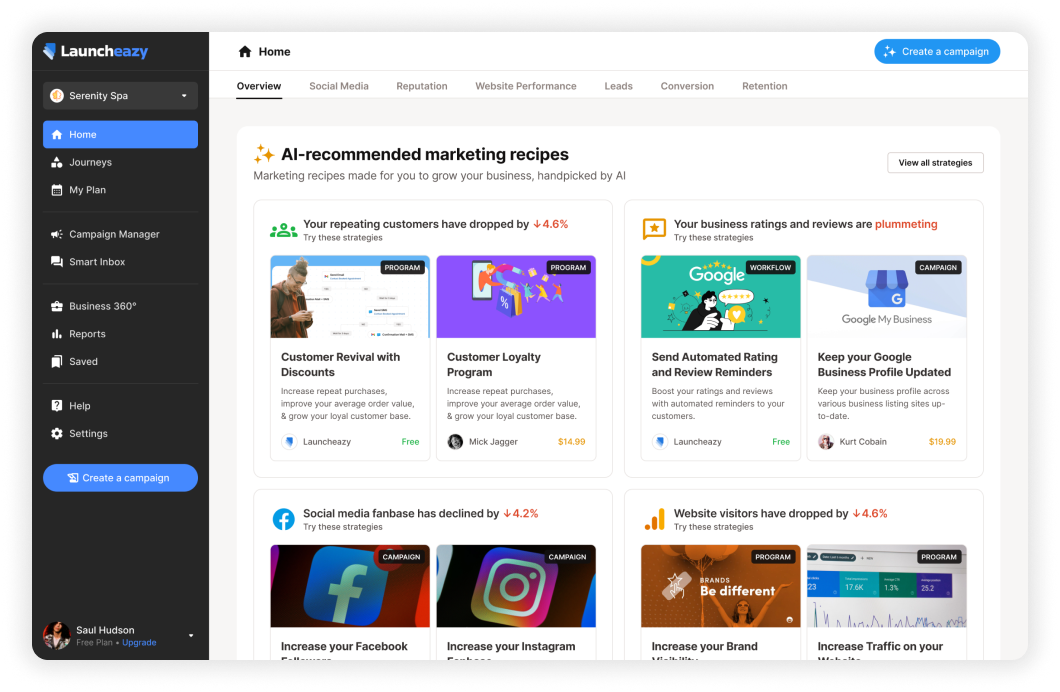 Launcheazy
Home
Create a campaign
Overview
Social Media
Reputation
Website Performance
Leads
Conversion
Retention
Serenity Spa
Home
Journeys
My Plan
Campaign Manager
Smart Inbox
Business 360°
Reports
Saved
Help
Settings
Create a campaign
Saul Hudson
Free Plan • Upgrade
AI-recommended marketing recipes
Marketing recipes made for you to grow your business, handpicked by AI
View all strategies
Your repeating customers have dropped by ↓4.6%
Try these strategies
PROGRAM
Customer Revival with
Discounts
Increase repeat purchases,
improve your average order value,
& grow your loyal customer base.
Launcheazy
Free
PROGRAM
%
Customer Loyalty
Program
Increase repeat purchases,
improve your average order value,
& grow your loyal customer base.
Mick Jagger
$14.99
Your business ratings and reviews are plummeting
Try these strategies
WORKFLOW
Google
Send Automated Rating
and Review Reminders
Boost your ratings and reviews
with automated reminders to your
customers.
Launcheazy
Free
CAMPAIGN
G
Google My Business
Keep your Google
Business Profile Updated
Keep your business profile across
various business listing sites up-
to-date.
Kurt Cobain
$19.99
Social media fanbase has declined by ↓4.2%
Try these strategies
CAMPAIGN
Increase your Facebook
Followers
CAMPAIGN
Increase your Instagram
Fanbase
Website visitors have dropped by ↓4.6%
Try these strategies
PROGRAM
BRANDS
Be different
Increase your Brand
Visibility
PROGRAM
17.6K
1.3%
25.2
Increase Traffic on your
Website